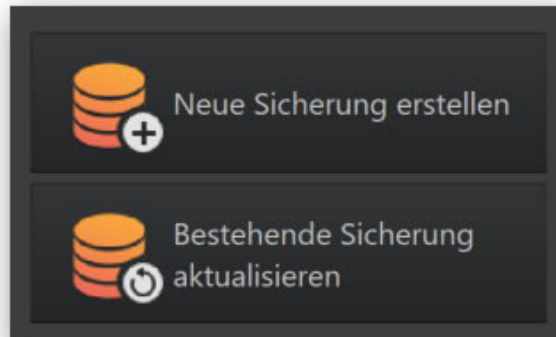 Neue Sicherung erstellen
Bestehende Sicherung
aktualisieren